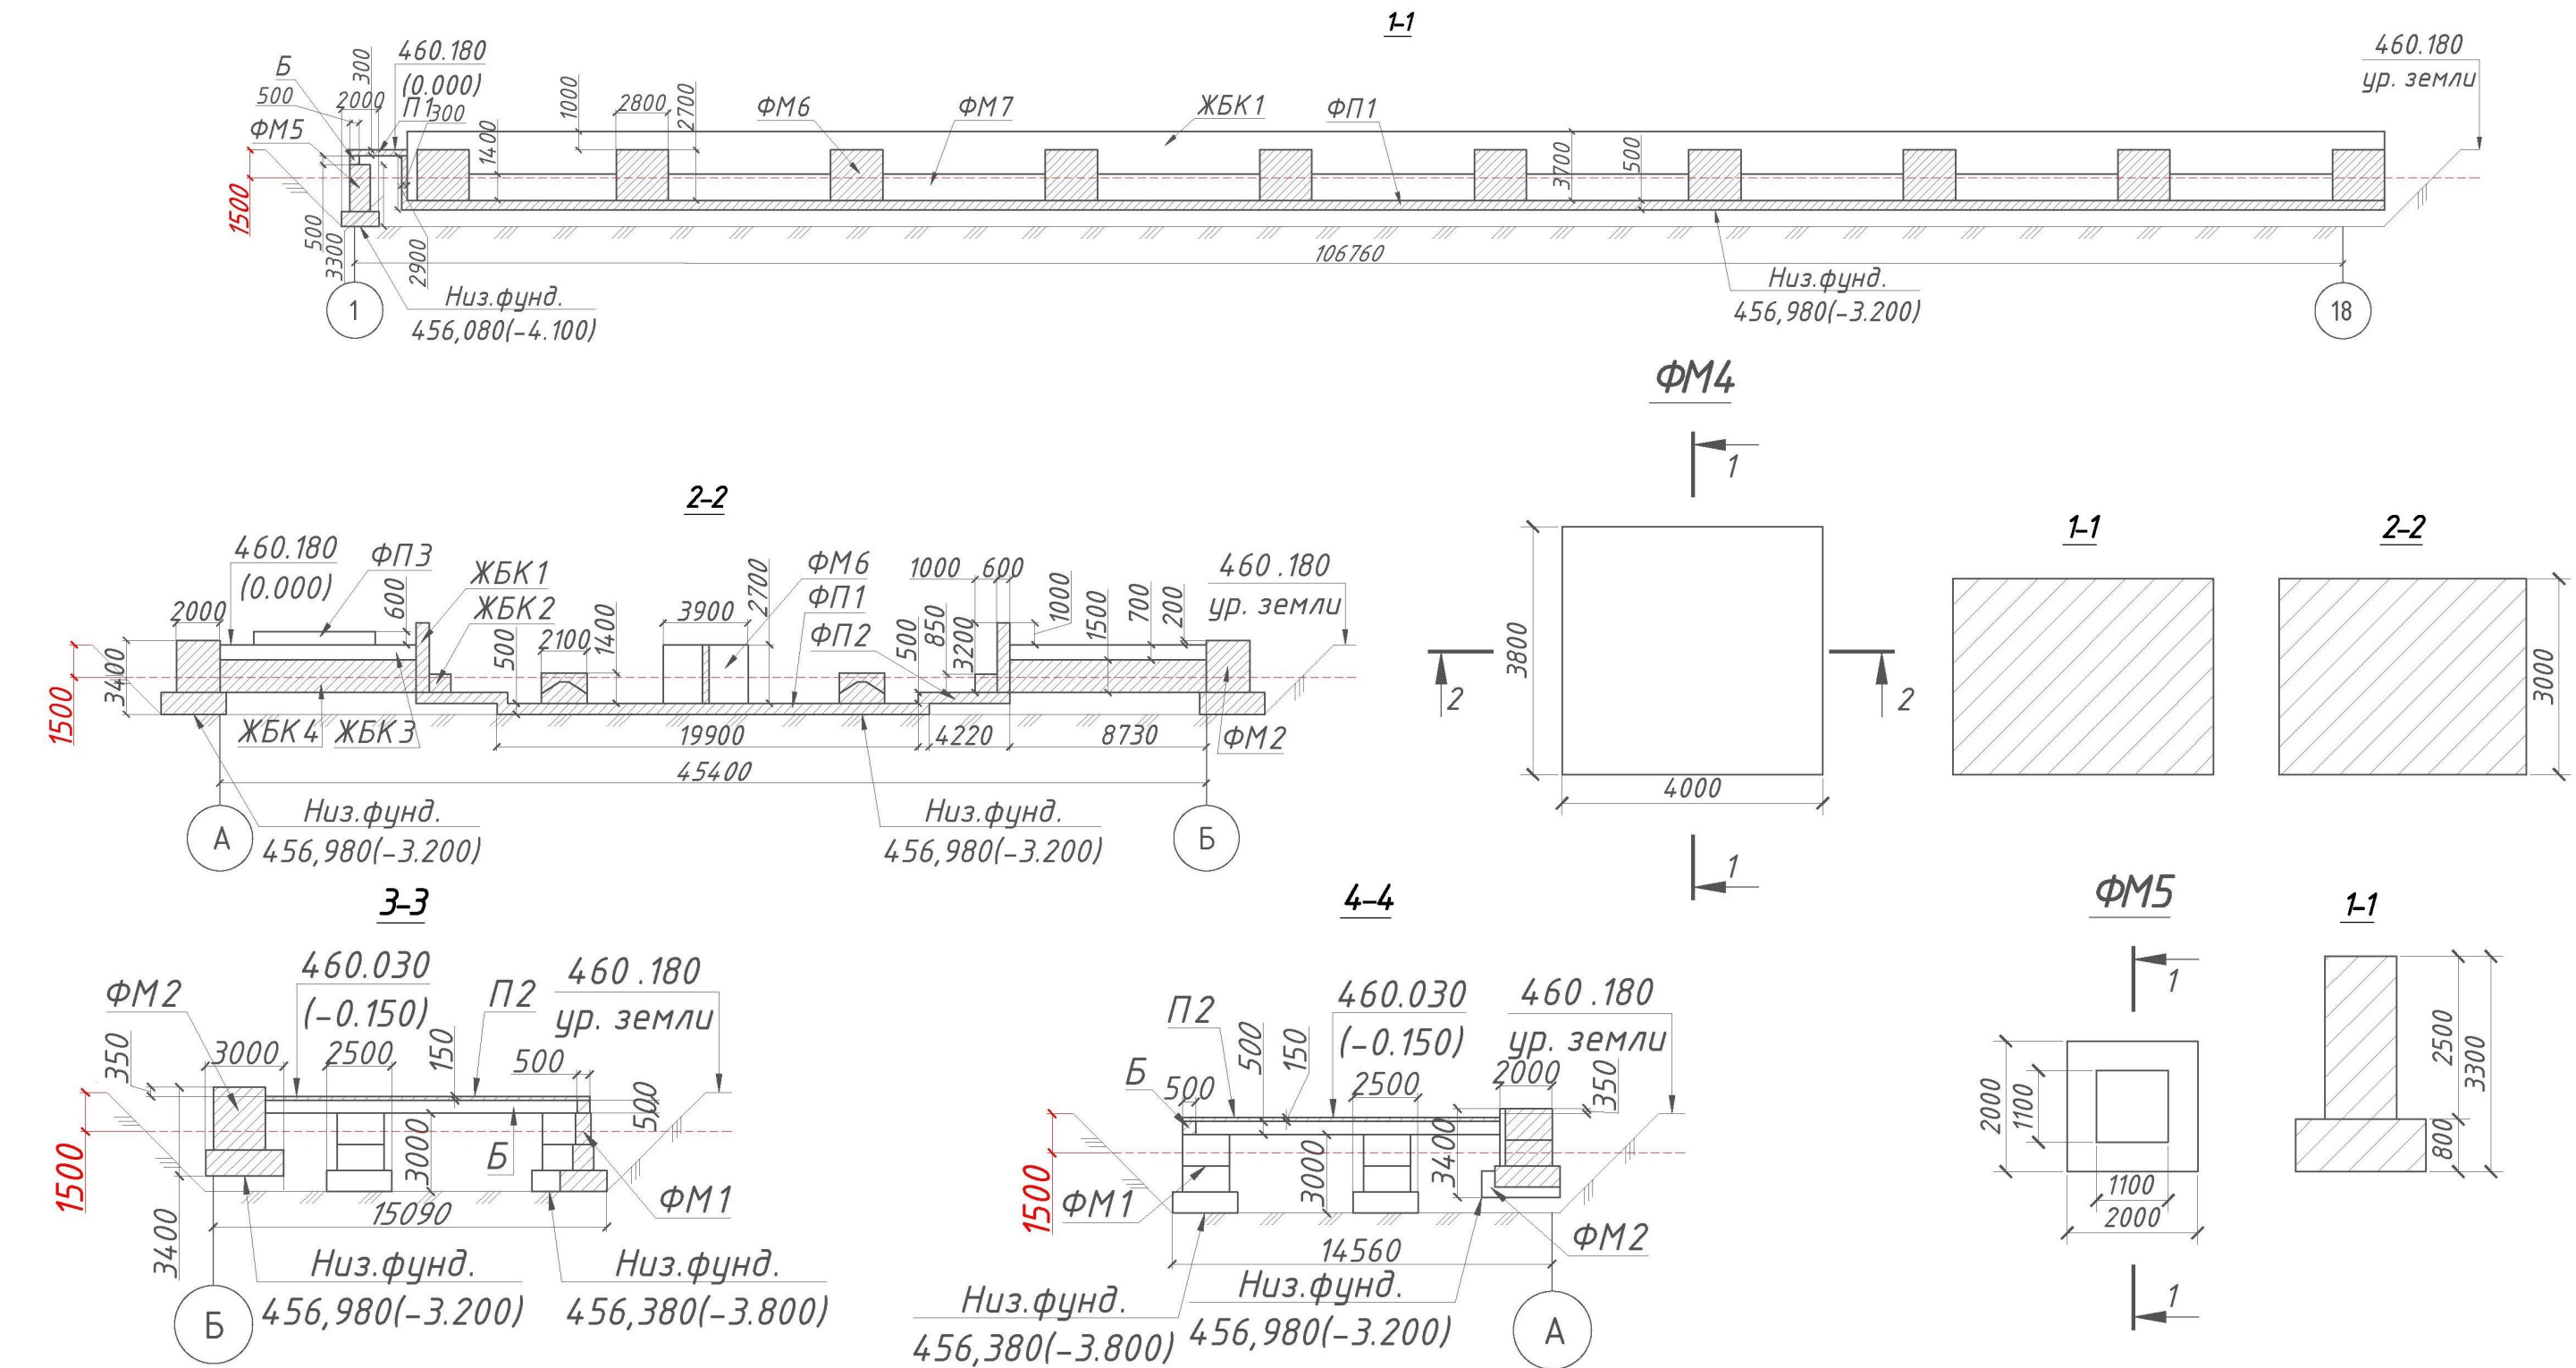 1-1
460.180
(0.000)
Б
300
500
2000
П1
300
ФМ5
1400
1000
2800
2700
ФМ6
ФМ7
ЖБК1
ФП1
3700
500
460.180
ур. земли
1500
500
3300
2900
106760
1
Низ.фунд.
456,080(-4.100)
Низ.фунд.
456,980(-3.200)
18
ФМ4
1
3800
2
2
4000
1
1-1
2-2
3000
2-2
460.180
(0.000)
ФП3
600
ЖБК1
ЖБК2
2000
3400
1500
500
2100
1400
3900
2700
ФМ6
ФП1
ФП2
500
850
3200
1000
600
1000
1500
700
200
460.180
ур. земли
ЖБК4
ЖБК3
19900
4220
8730
ФМ2
45400
А
Низ.фунд.
456,980(-3.200)
Низ.фунд.
456,980(-3.200)
Б
3-3
ФМ2
460.030
(-0.150)
П2
460.180
ур. земли
350
3000
2500
150
500
500
1500
3000
Б
ФМ1
3400
15090
Низ.фунд.
456,980(-3.200)
Низ.фунд.
456,380(-3.800)
Б
4-4
П2
460.030
(-0.150)
460.180
ур. земли
Б
500
500
150
2500
2000
350
1500
ФМ1
3000
3400
ФМ2
14560
Низ.фунд.
456,380(-3.800)
Низ.фунд.
456,980(-3.200)
А
ФМ5
1
2000
1100
1100
2000
1
1-1
2500
3300
800